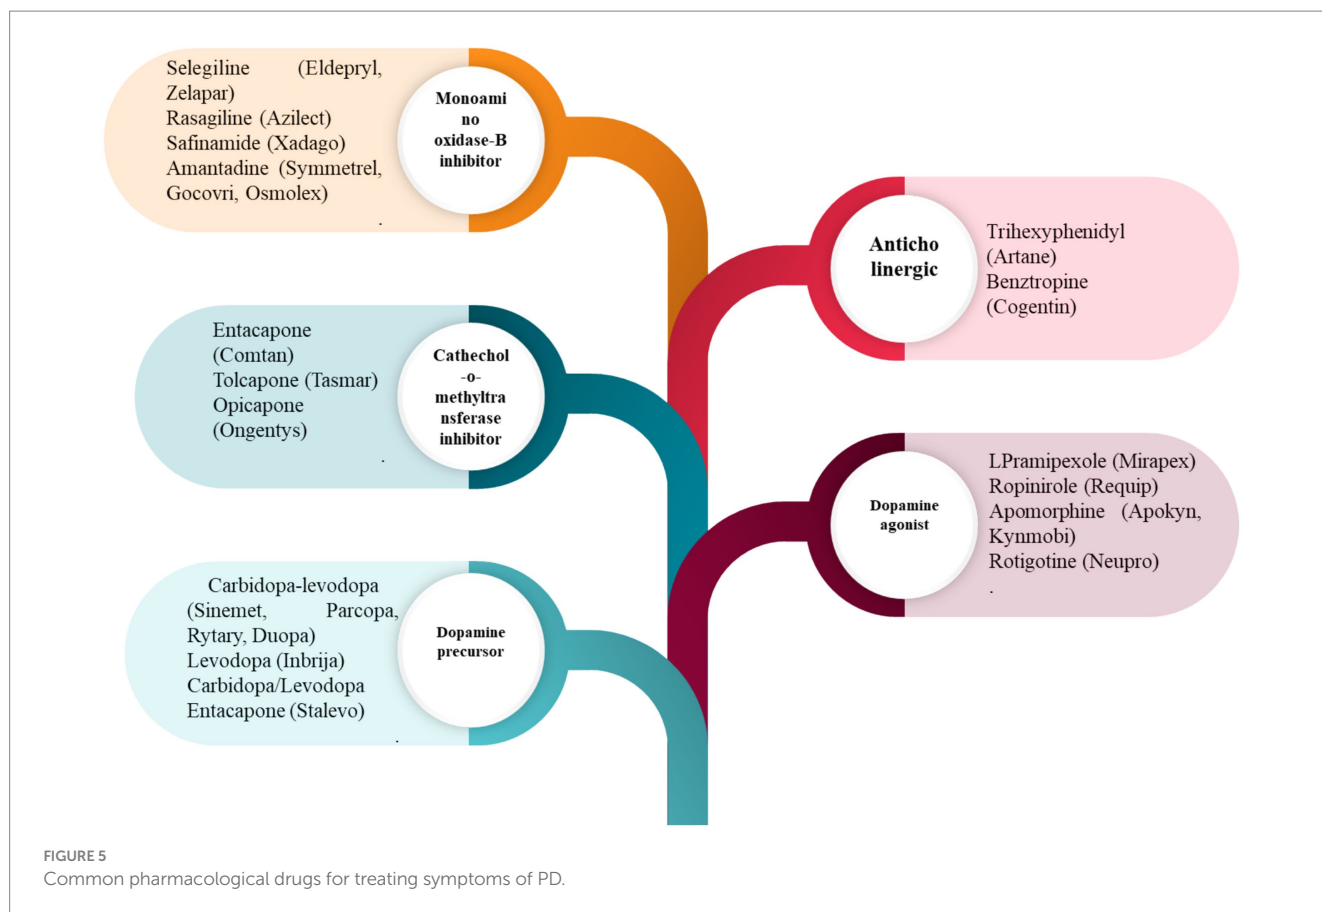 Selegiline (Eldepryl,
Zelapar)
Rasagiline (Azilect)
Safinamide (Xadago)
Amantadine (Symmetrel,
Gocovri, Osmolex)
.
Monoami
no
oxidase-B
inhibitor
Anticho
linergic
Trihexyphenidyl
(Artane)
Benztropine
(Cogentin)
Entacapone
(Comtan)
Tolcapone (Tasmar)
Opicapone
(Ongentys)
.
Cathechol
-o-
methyltra
nsferase
inhibitor
Dopamine
agonist
LPramipexole (Mirapex)
Ropinirole (Requip)
Apomorphine (Apokyn,
Kynmobi)
Rotigotine (Neupro)
.
Carbidopa-levodopa
(Sinemet, Parcopa,
Rytary, Duopa)
Levodopa (Inbrija)
Carbidopa/Levodopa
Entacapone (Stalevo)
.
Dopamine
precursor
FIGURE 5
Common pharmacological drugs for treating symptoms of PD.